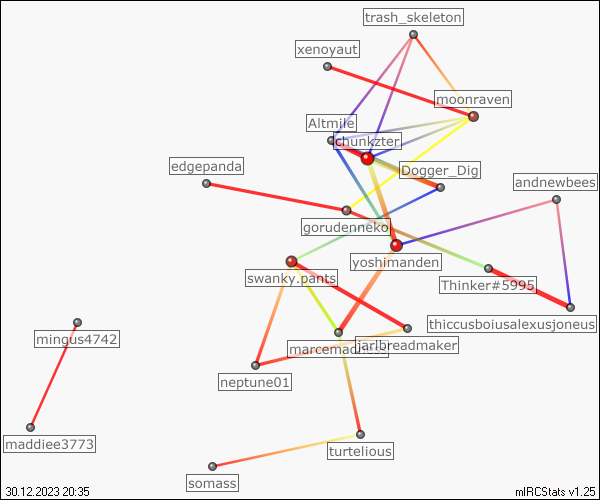 trash_skeleton
xenoyaut
moonraven
Altmile
chunkzter
edgepanda
Dogger_Dig
andnewbees
gorudenneko
yoshimanden
swanky.pants
Thinker#5995
thiccusboiusalexusjoneus
mingus4742
jarlbreadmaker
neptune01
maddiee3773
turtelious
somass
30.12.2023 20:35
mIRCStats v1.25